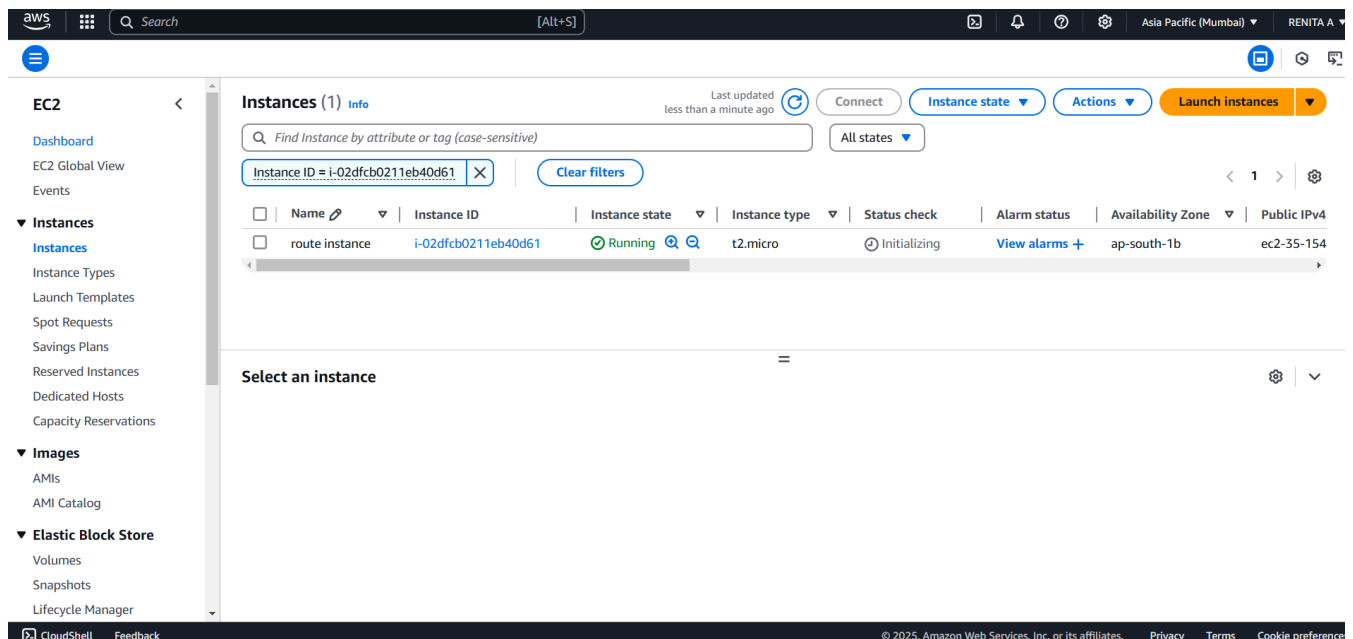 aws Search [Alt+S] Asia Pacific (Mumbai) RENITA A
EC2
Dashboard
EC2 Global View
Events
Instances
Instances
Instance Types
Launch Templates
Spot Requests
Savings Plans
Reserved Instances
Dedicated Hosts
Capacity Reservations
Images
AMIs
AMI Catalog
Elastic Block Store
Volumes
Snapshots
Lifecycle Manager
Instances (1) Info
Last updated
less than a minute ago
Connect Instance state Actions Launch instances
Find Instance by attribute or tag (case-sensitive) All states
Instance ID = i-02dfcb0211eb40d61 Clear filters 1
Name Instance ID Instance state Instance type Status check Alarm status Availability Zone Public IPv4
route instance i-02dfcb0211eb40d61 Running t2.micro Initializing View alarms + ap-south-1b ec2-35-154
Select an instance
CloudShell Feedback © 2025, Amazon Web Services, Inc. or its affiliates. Privacy Terms Cookie preferences